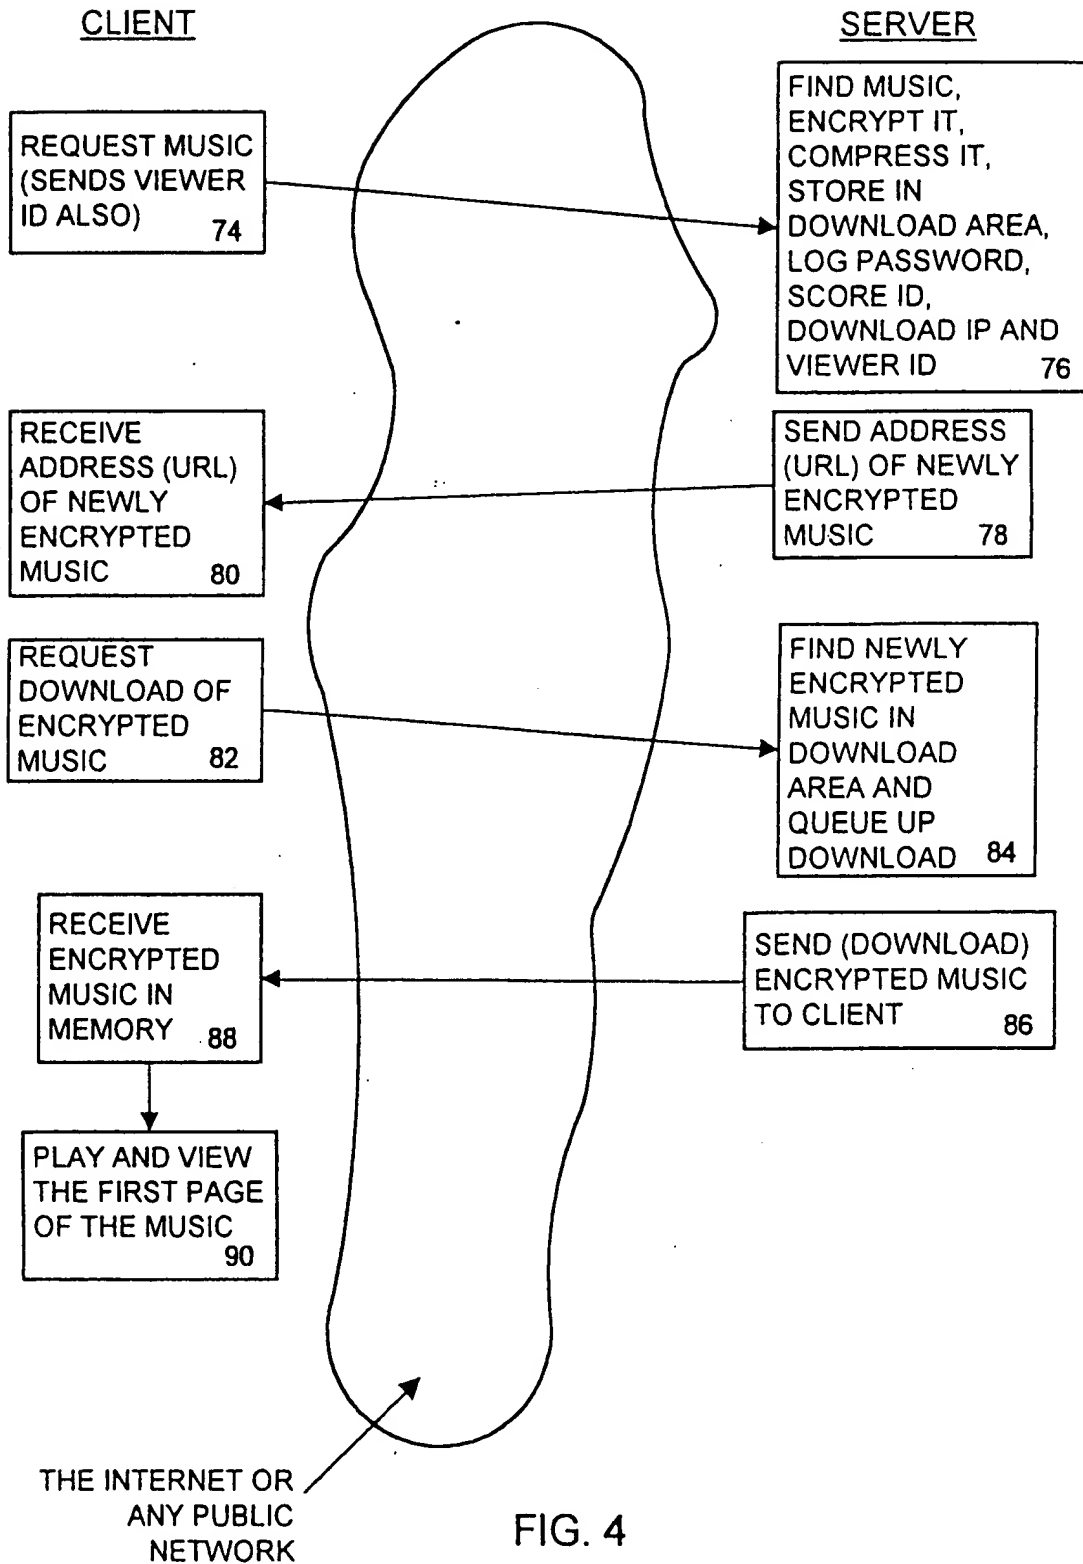 CLIENT
SERVER
REQUEST MUSIC
(SENDS VIEWER
ID ALSO)
74
FIND MUSIC,
ENCRYPT IT,
COMPRESS IT,
STORE IN
DOWNLOAD AREA,
LOG PASSWORD,
SCORE ID,
DOWNLOAD IP AND
VIEWER ID
76
RECEIVE
ADDRESS (URL)
OF NEWLY
ENCRYPTED
MUSIC
80
SEND ADDRESS
(URL) OF NEWLY
ENCRYPTED
MUSIC
78
REQUEST
DOWNLOAD OF
ENCRYPTED
MUSIC
82
FIND NEWLY
ENCRYPTED
MUSIC IN
DOWNLOAD
AREA AND
QUEUE UP
DOWNLOAD
84
RECEIVE
ENCRYPTED
MUSIC IN
MEMORY
88
SEND (DOWNLOAD)
ENCRYPTED MUSIC
TO CLIENT
86
PLAY AND VIEW
THE FIRST PAGE
OF THE MUSIC
90
THE INTERNET OR
ANY PUBLIC
NETWORK
FIG. 4